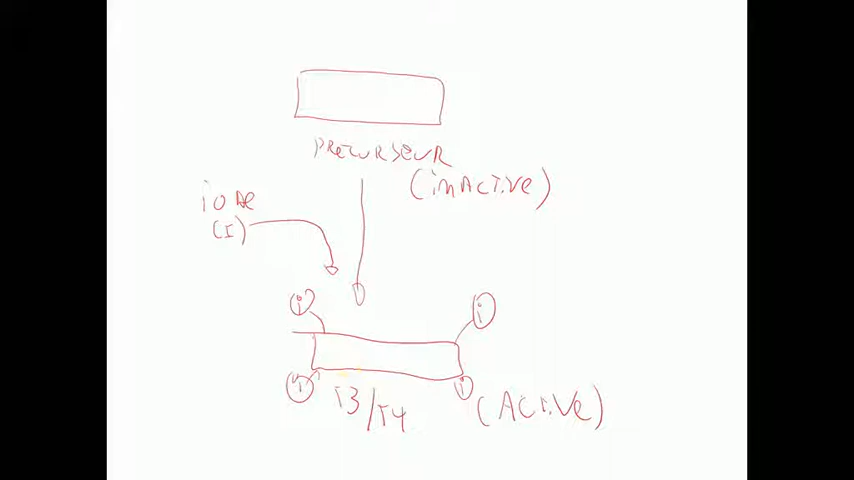 PRECURSEUR
(inActive)
iode
(I)
i
i
i
i
T3/T4
(Active)